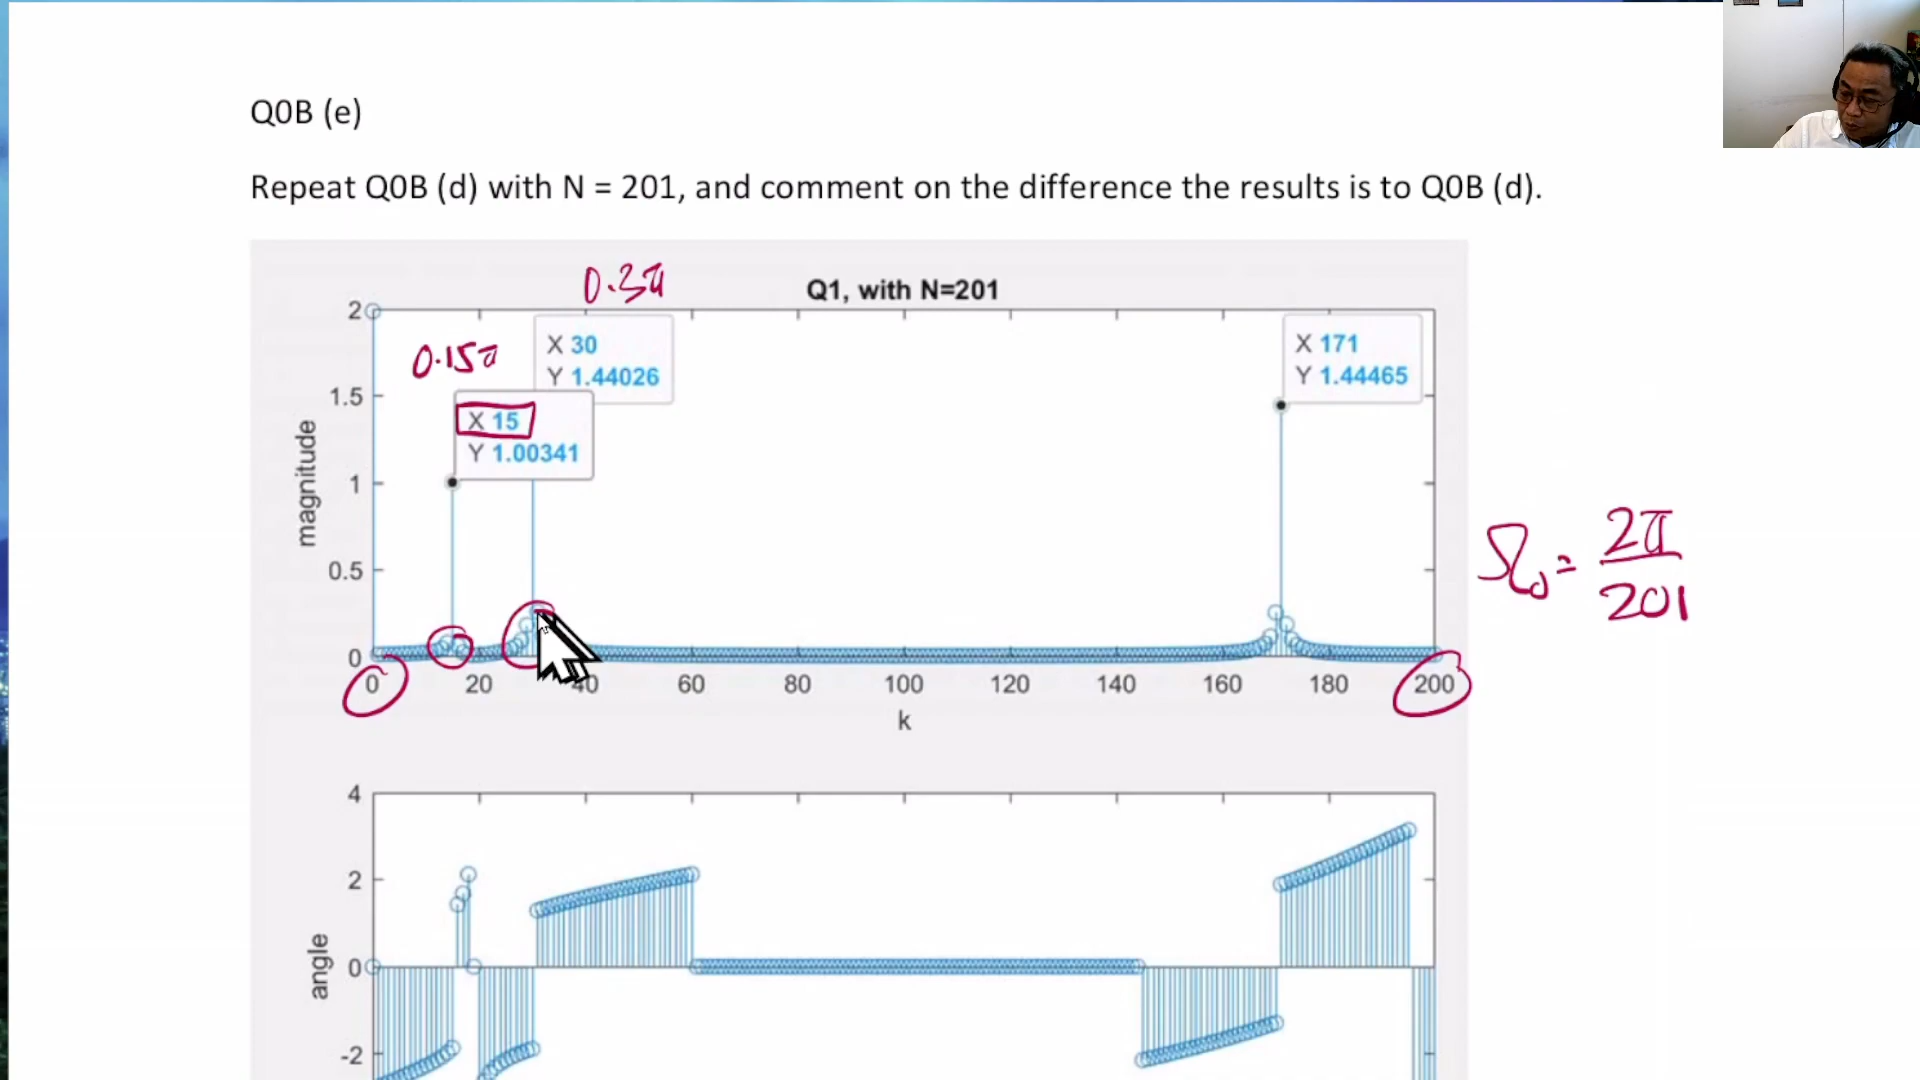 Q0B (e)
Repeat Q0B (d) with N = 201, and comment on the difference the results is to Q0B (d).
0.3π
Q1, with N=201
2
0.15π
X 30
Y 1.44026
X 171
Y 1.44465
1.5
X 15
Y 1.00341
magnitude
1
0.5
Ω₀ = 2π
201
0
0 20 40 60 80 100 120 140 160 180 200
k
4
2
angle
0
-2